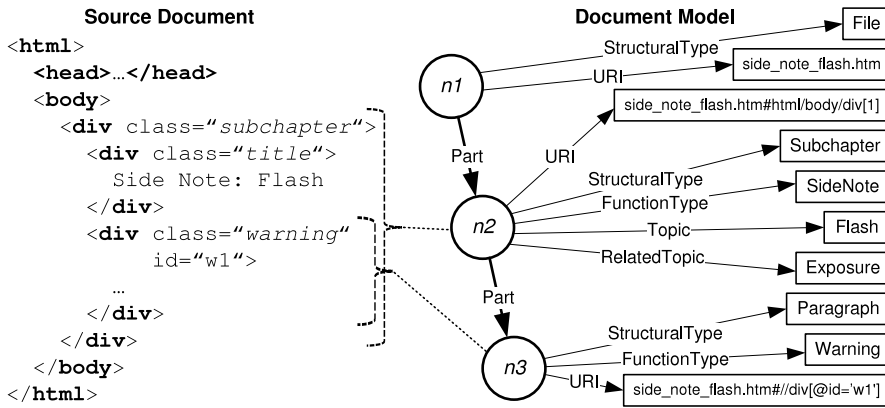 Source Document
<html>
<head>…</head>
<body>
<div class=“subchapter“>
<div class=“title“>
Side Note: Flash
</div>
<div class=“warning“
id=“w1“>
…
</div>
</div>
</body>
</html>
Document Model
File
StructuralType
n1
URI
side_note_flash.htm
side_note_flash.htm#html/body/div[1]
Part
URI
Subchapter
StructuralType
SideNote
FunctionType
n2
Topic
Flash
RelatedTopic
Exposure
Part
Paragraph
StructuralType
Warning
n3
FunctionType
URI
side_note_flash.htm#//div[@id='w1']